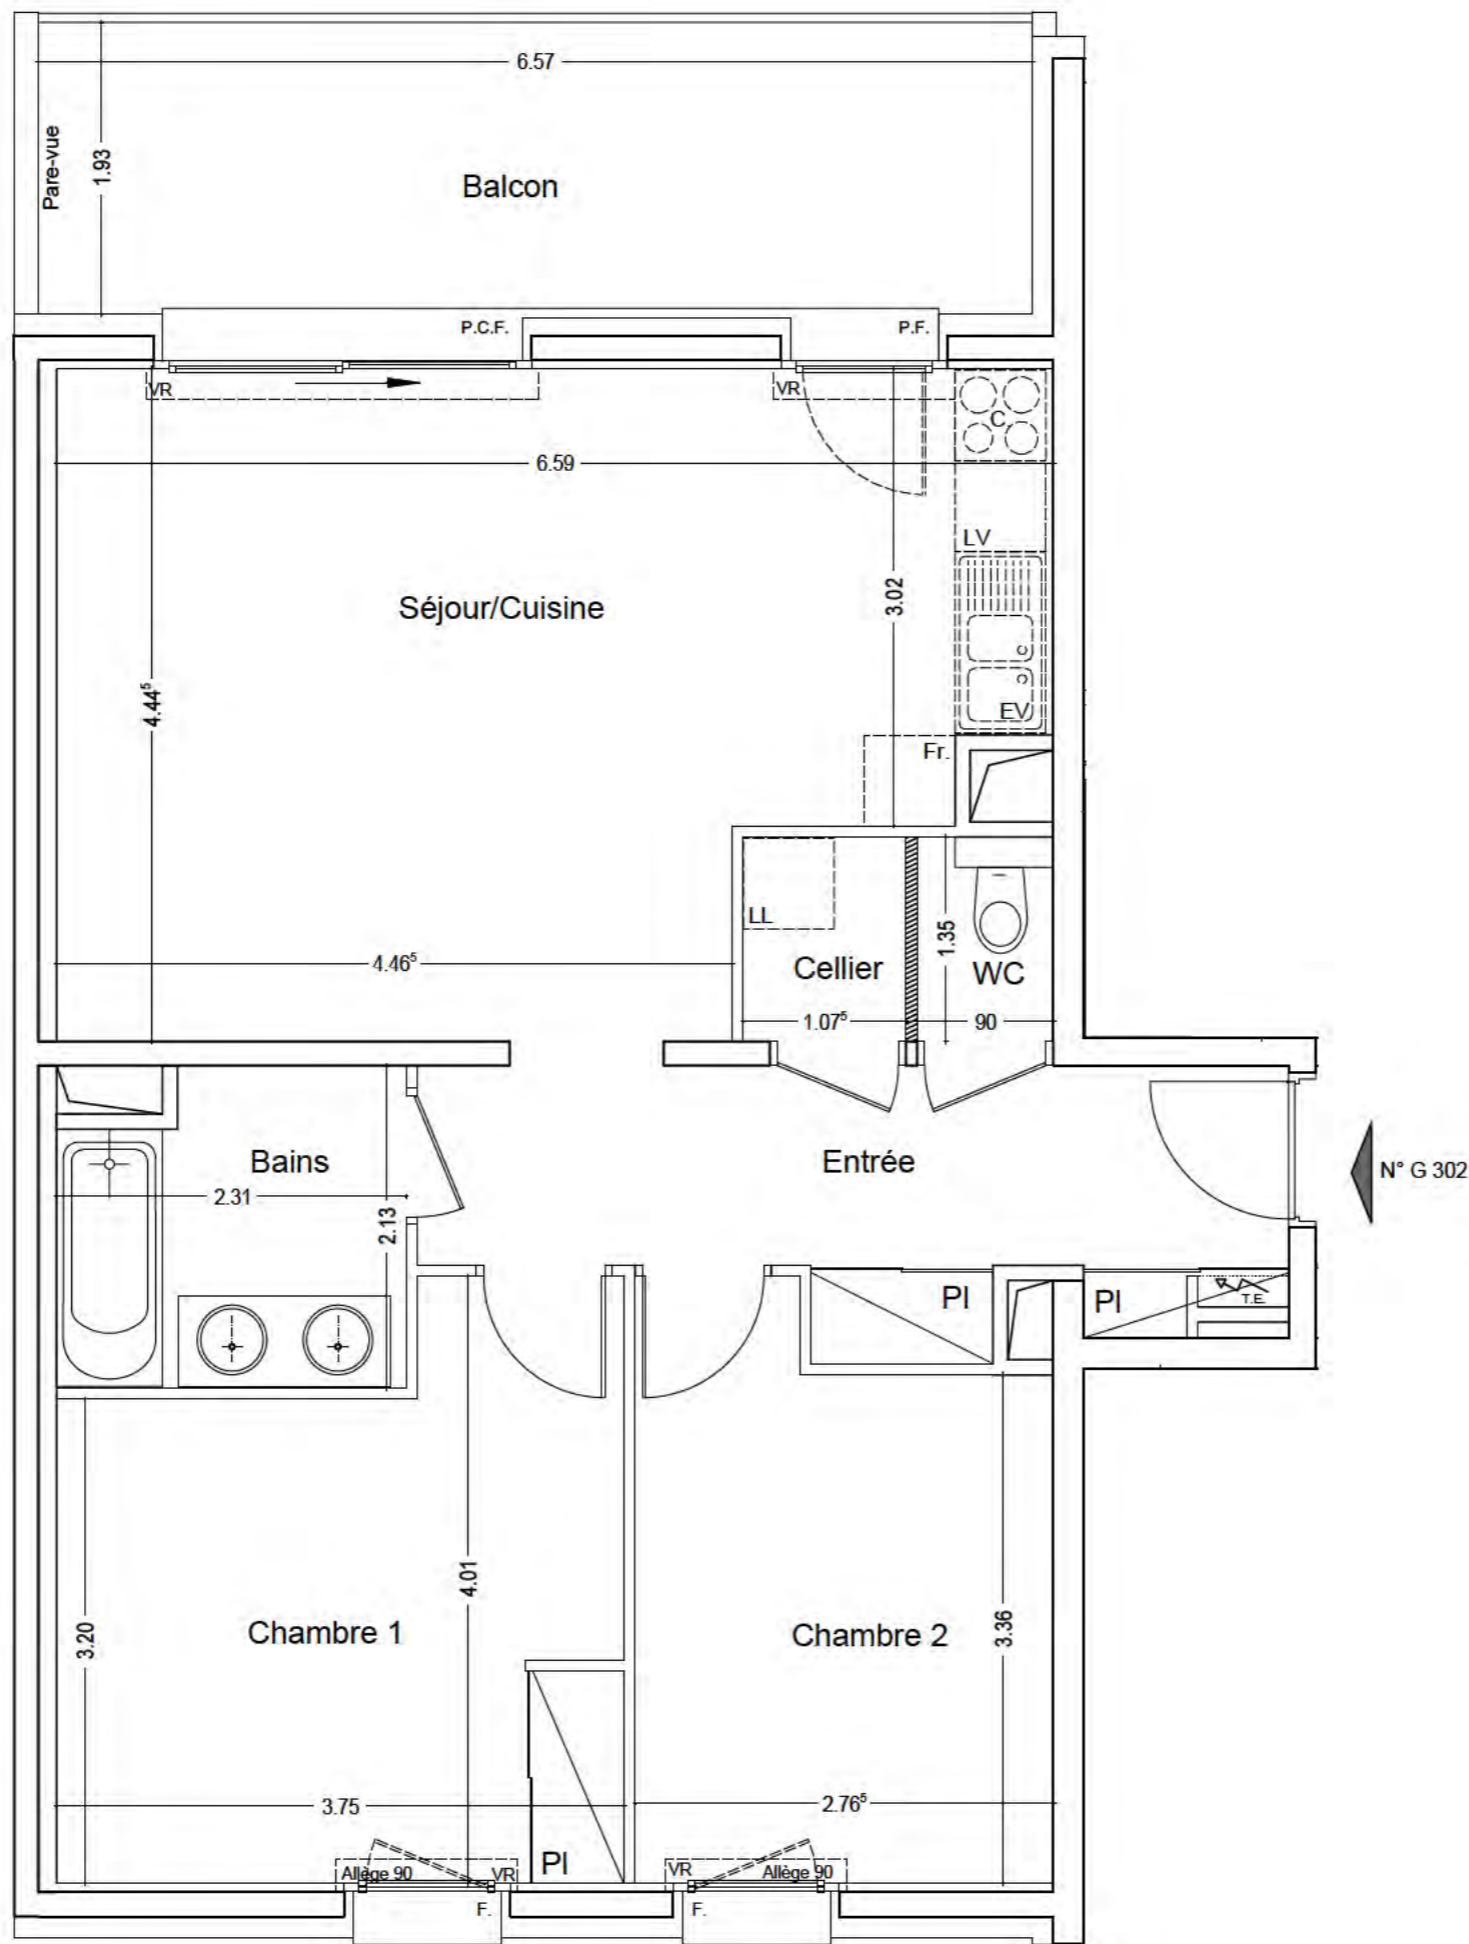 6.57
Pare-vue
1.93
Balcon
P.C.F.
P.F.
VR
VR
C.
6.59
LV
3.02
Séjour/Cuisine
4.44⁵
EV
Fr.
LL
1.35
Cellier
WC
4.46⁵
1.07⁵
90
Bains
Entrée
N° G 302
2.31
2.13
Pl
Pl
T.E.
4.01
3.20
Chambre 1
Chambre 2
3.36
3.75
2.76⁵
Pl
Allège 90
VR
VR
Allège 90
F.
F.